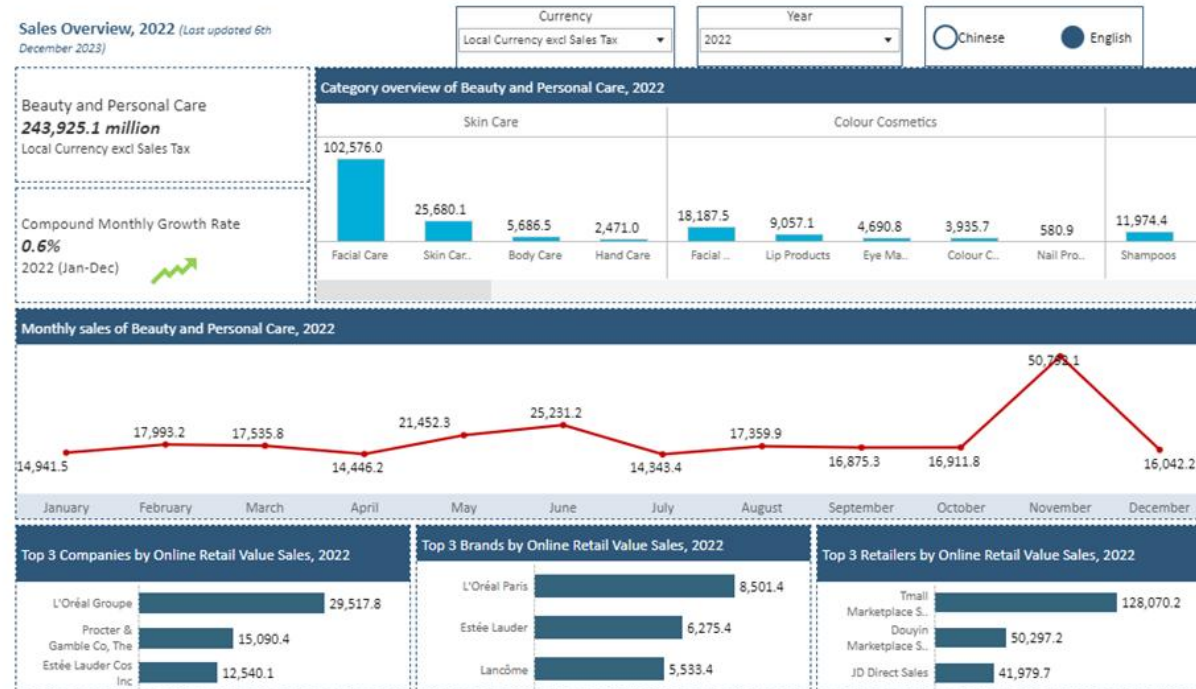 Sales Overview, 2022 (Last updated 6th
December 2023)
Currency
Local Currency excl Sales Tax
Year
2022
Chinese
English
Beauty and Personal Care
243,925.1 million
Local Currency excl Sales Tax
Compound Monthly Growth Rate
0.6%
2022 (Jan-Dec)
Category overview of Beauty and Personal Care, 2022
Skin Care
Colour Cosmetics
102,576.0
25,680.1
5,686.5
2,471.0
18,187.5
9,057.1
4,690.8
3,935.7
580.9
11,974.4
Facial Care
Skin Car..
Body Care
Hand Care
Facial ..
Lip Products
Eye Ma..
Colour C..
Nail Pro..
Shampoos
Monthly sales of Beauty and Personal Care, 2022
14,941.5
17,993.2
17,535.8
14,446.2
21,452.3
25,231.2
14,343.4
17,359.9
16,875.3
16,911.8
16,042.2
January
February
March
April
May
June
July
August
September
October
November
December
Top 3 Companies by Online Retail Value Sales, 2022
L'Oréal Groupe
29,517.8
Procter &
Gamble Co, The
15,090.4
Estée Lauder Cos
Inc
12,540.1
Top 3 Brands by Online Retail Value Sales, 2022
L'Oréal Paris
8,501.4
Estée Lauder
6,275.4
Lancôme
5,533.4
Top 3 Retailers by Online Retail Value Sales, 2022
Tmall
Marketplace S..
128,070.2
Douyin
Marketplace S..
50,297.2
JD Direct Sales
41,979.7